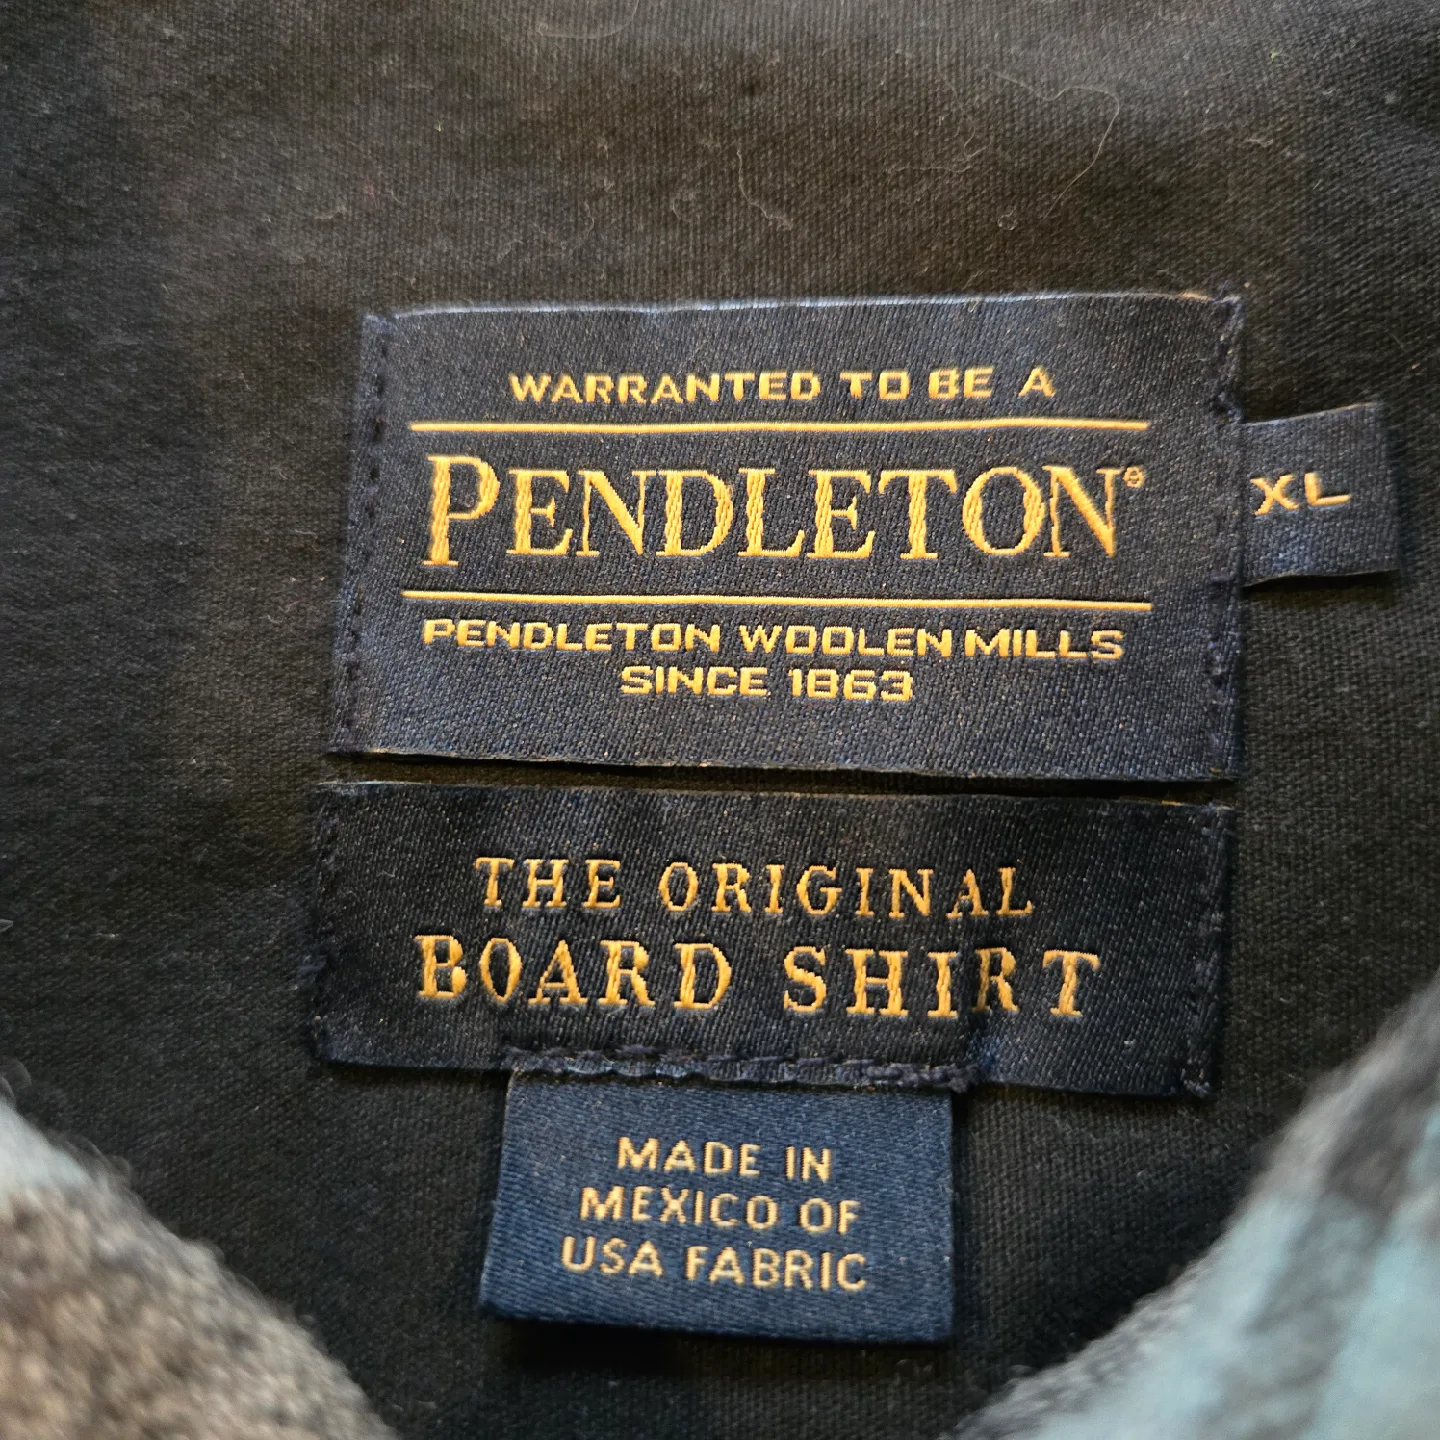 WARRANTED TO BE A
PENDLETON®
PENDLETON WOOLEN MILLS
SINCE 1863
XL
THE ORIGINAL
BOARD SHIRT
MADE IN
MEXICO OF
USA FABRIC